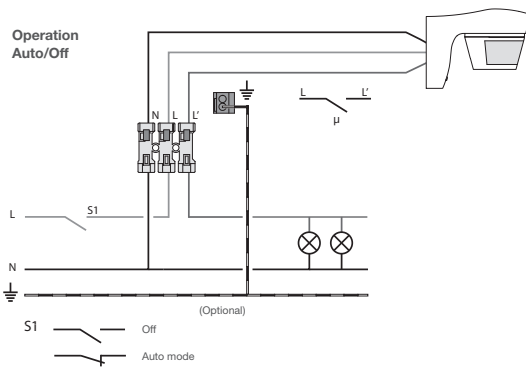 Operation
Auto/Off
N L L'
L L'
μ
L S1
N
(Optional)
S1 Off
Auto mode